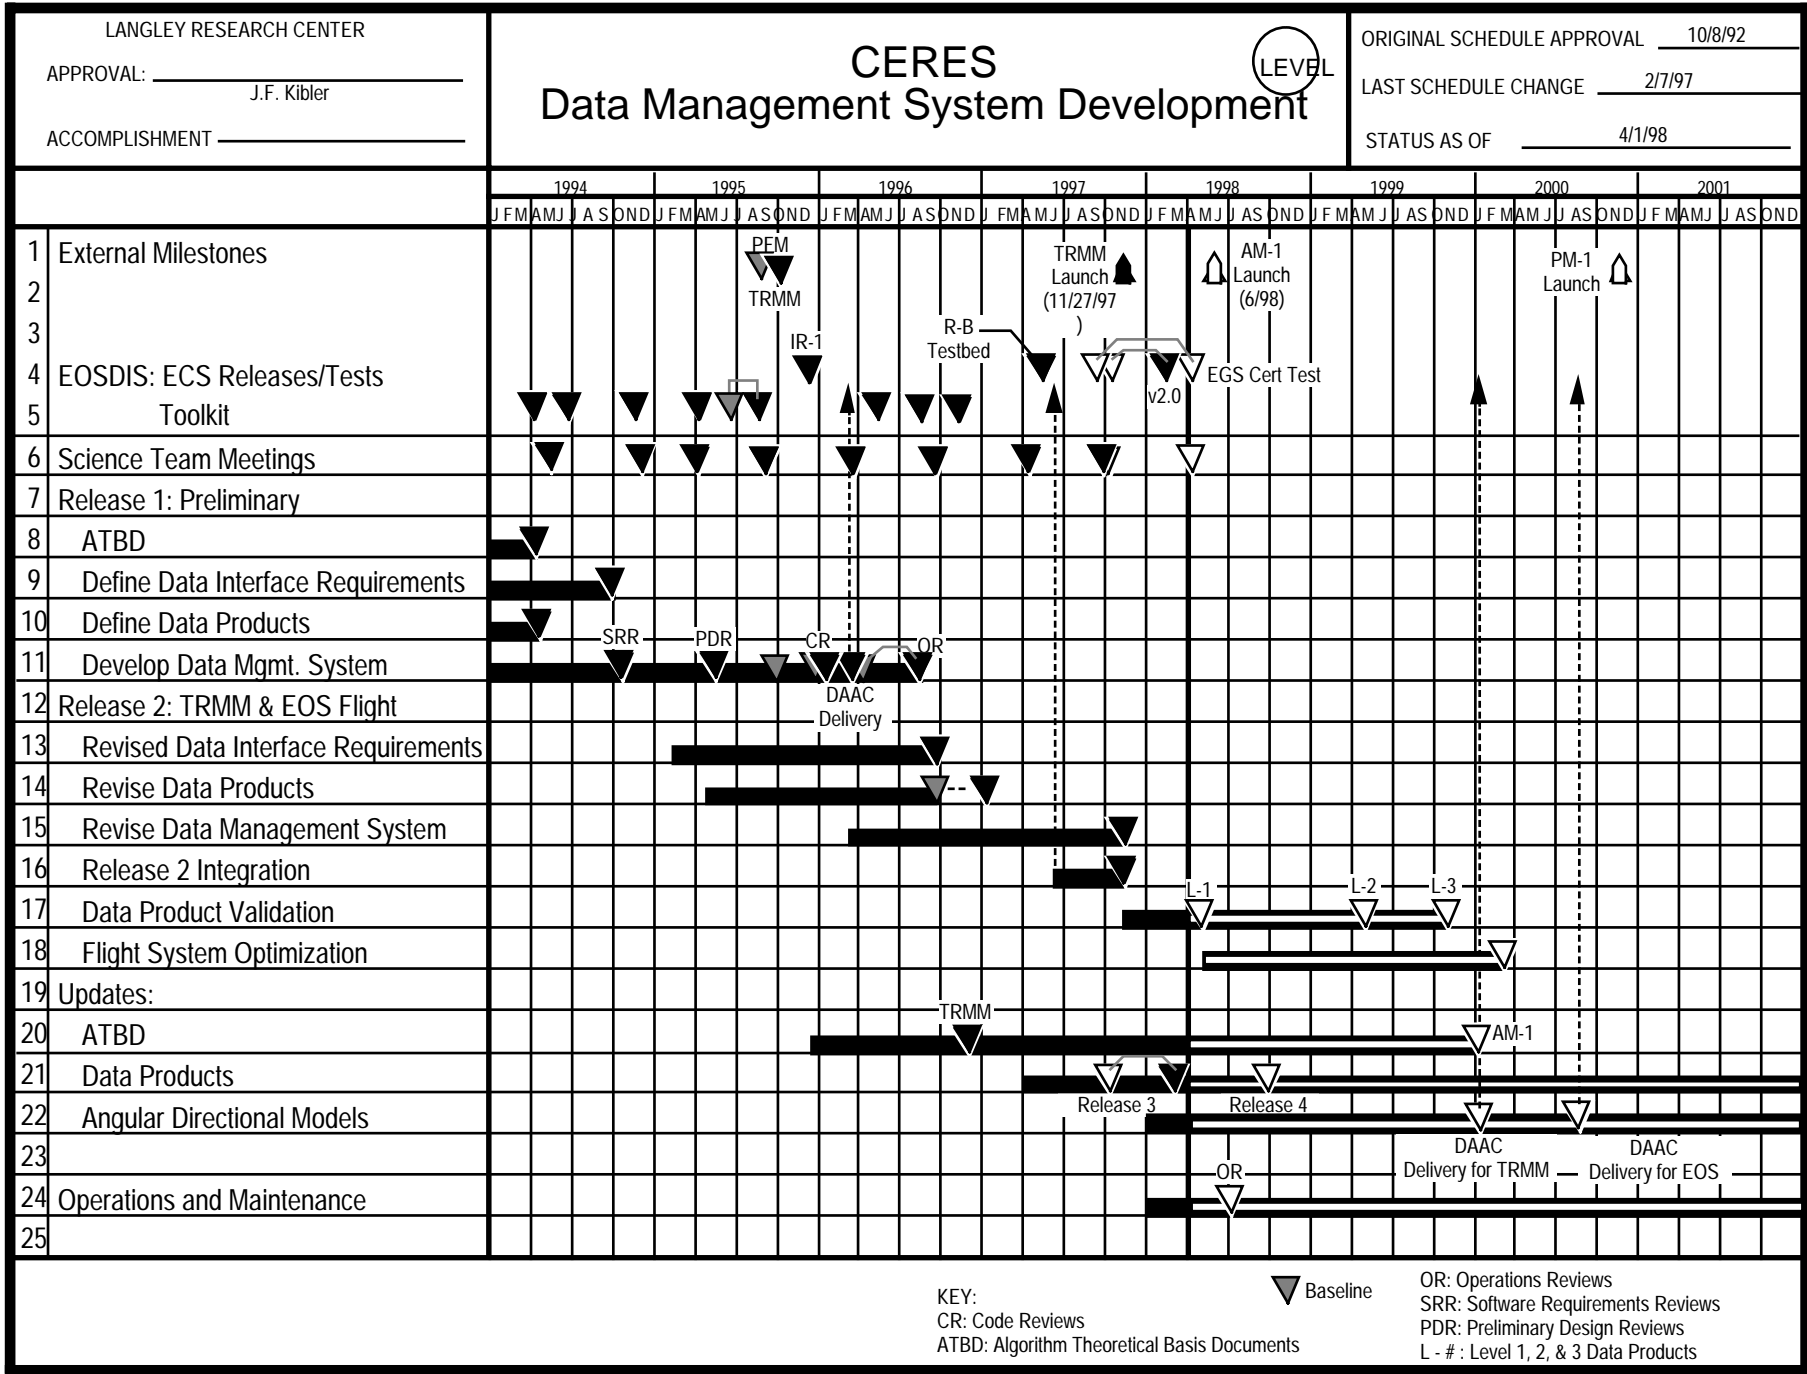 LANGLEY RESEARCH CENTER
APPROVAL:
J.F. Kibler
ACCOMPLISHMENT
CERES
Data Management System Development
LEVEL
ORIGINAL SCHEDULE APPROVAL 10/8/92
LAST SCHEDULE CHANGE 2/7/97
STATUS AS OF 4/1/98
1994 1995 1996 1997 1998 1999 2000 2001
J F M A M J J A S O N D J F M A M J J A S O N D J F M A M J J A S O N D J F M A M J J A S O N D J F M A M J J A S O N D J F M A M J J A S O N D J F M A M J J A S O N D J F M A M J J A S O N D
1 External Milestones
PFM
TRMM
TRMM
Launch
(11/27/97
)
AM-1
Launch
(6/98)
PM-1
Launch
2
3
IR-1
R-B
Testbed
4 EOSDIS: ECS Releases/Tests
EGS Cert Test
v2.0
5 Toolkit
6 Science Team Meetings
7 Release 1: Preliminary
8 ATBD
9 Define Data Interface Requirements
10 Define Data Products
SRR PDR CR OR
11 Develop Data Mgmt. System
DAAC
Delivery
12 Release 2: TRMM & EOS Flight
13 Revised Data Interface Requirements
14 Revise Data Products
15 Revise Data Management System
16 Release 2 Integration
L-1 L-2 L-3
17 Data Product Validation
18 Flight System Optimization
19 Updates:
TRMM
20 ATBD
AM-1
21 Data Products
Release 3 Release 4
22 Angular Directional Models
23
DAAC
Delivery for TRMM
DAAC
Delivery for EOS
OR
24 Operations and Maintenance
25
KEY:
CR: Code Reviews
ATBD: Algorithm Theoretical Basis Documents
Baseline
OR: Operations Reviews
SRR: Software Requirements Reviews
PDR: Preliminary Design Reviews
L - # : Level 1, 2, & 3 Data Products